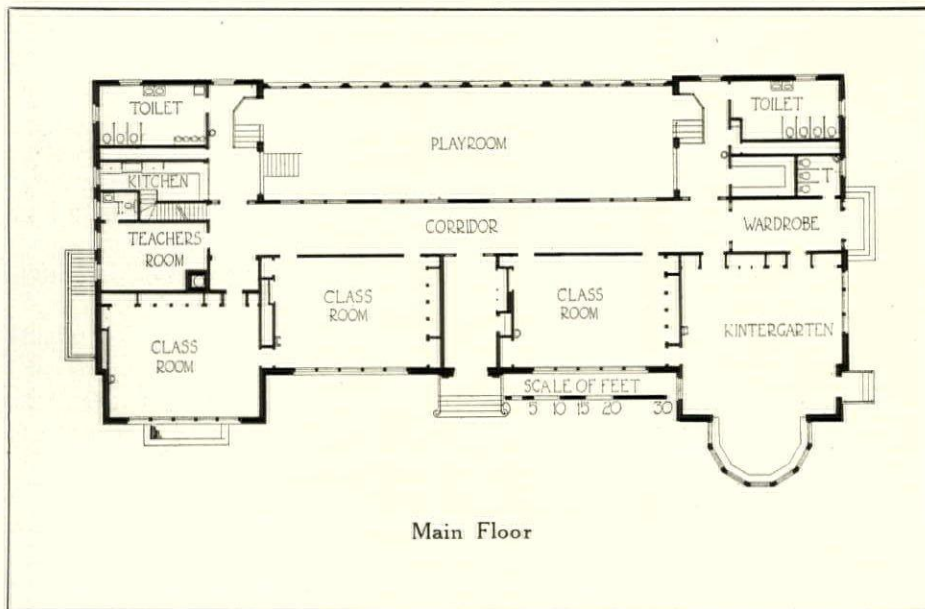 TOILET
TOILET
PLAYROOM
KITCHEN
T.
T.
CORRIDOR
WARDROBE
TEACHERS
ROOM
CLASS
ROOM
CLASS
ROOM
CLASS
ROOM
KINTERGARTEN
SCALE OF FEET
0 5 10 15 20 30
Main Floor